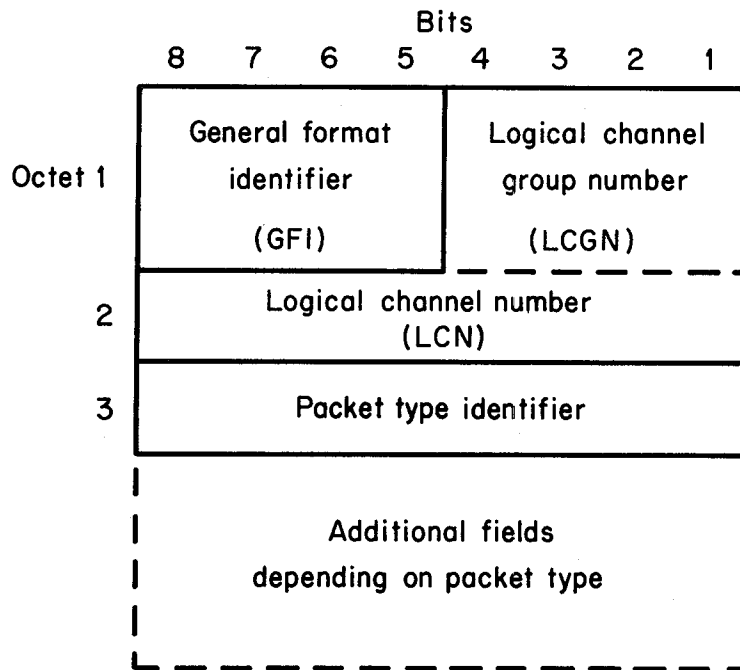 Bits
8 7 6 5 4 3 2 1
General format
identifier
(GFI)
Logical channel
group number
(LCGN)
Octet 1
Logical channel number
(LCN)
2
Packet type identifier
3
Additional fields
depending on packet type